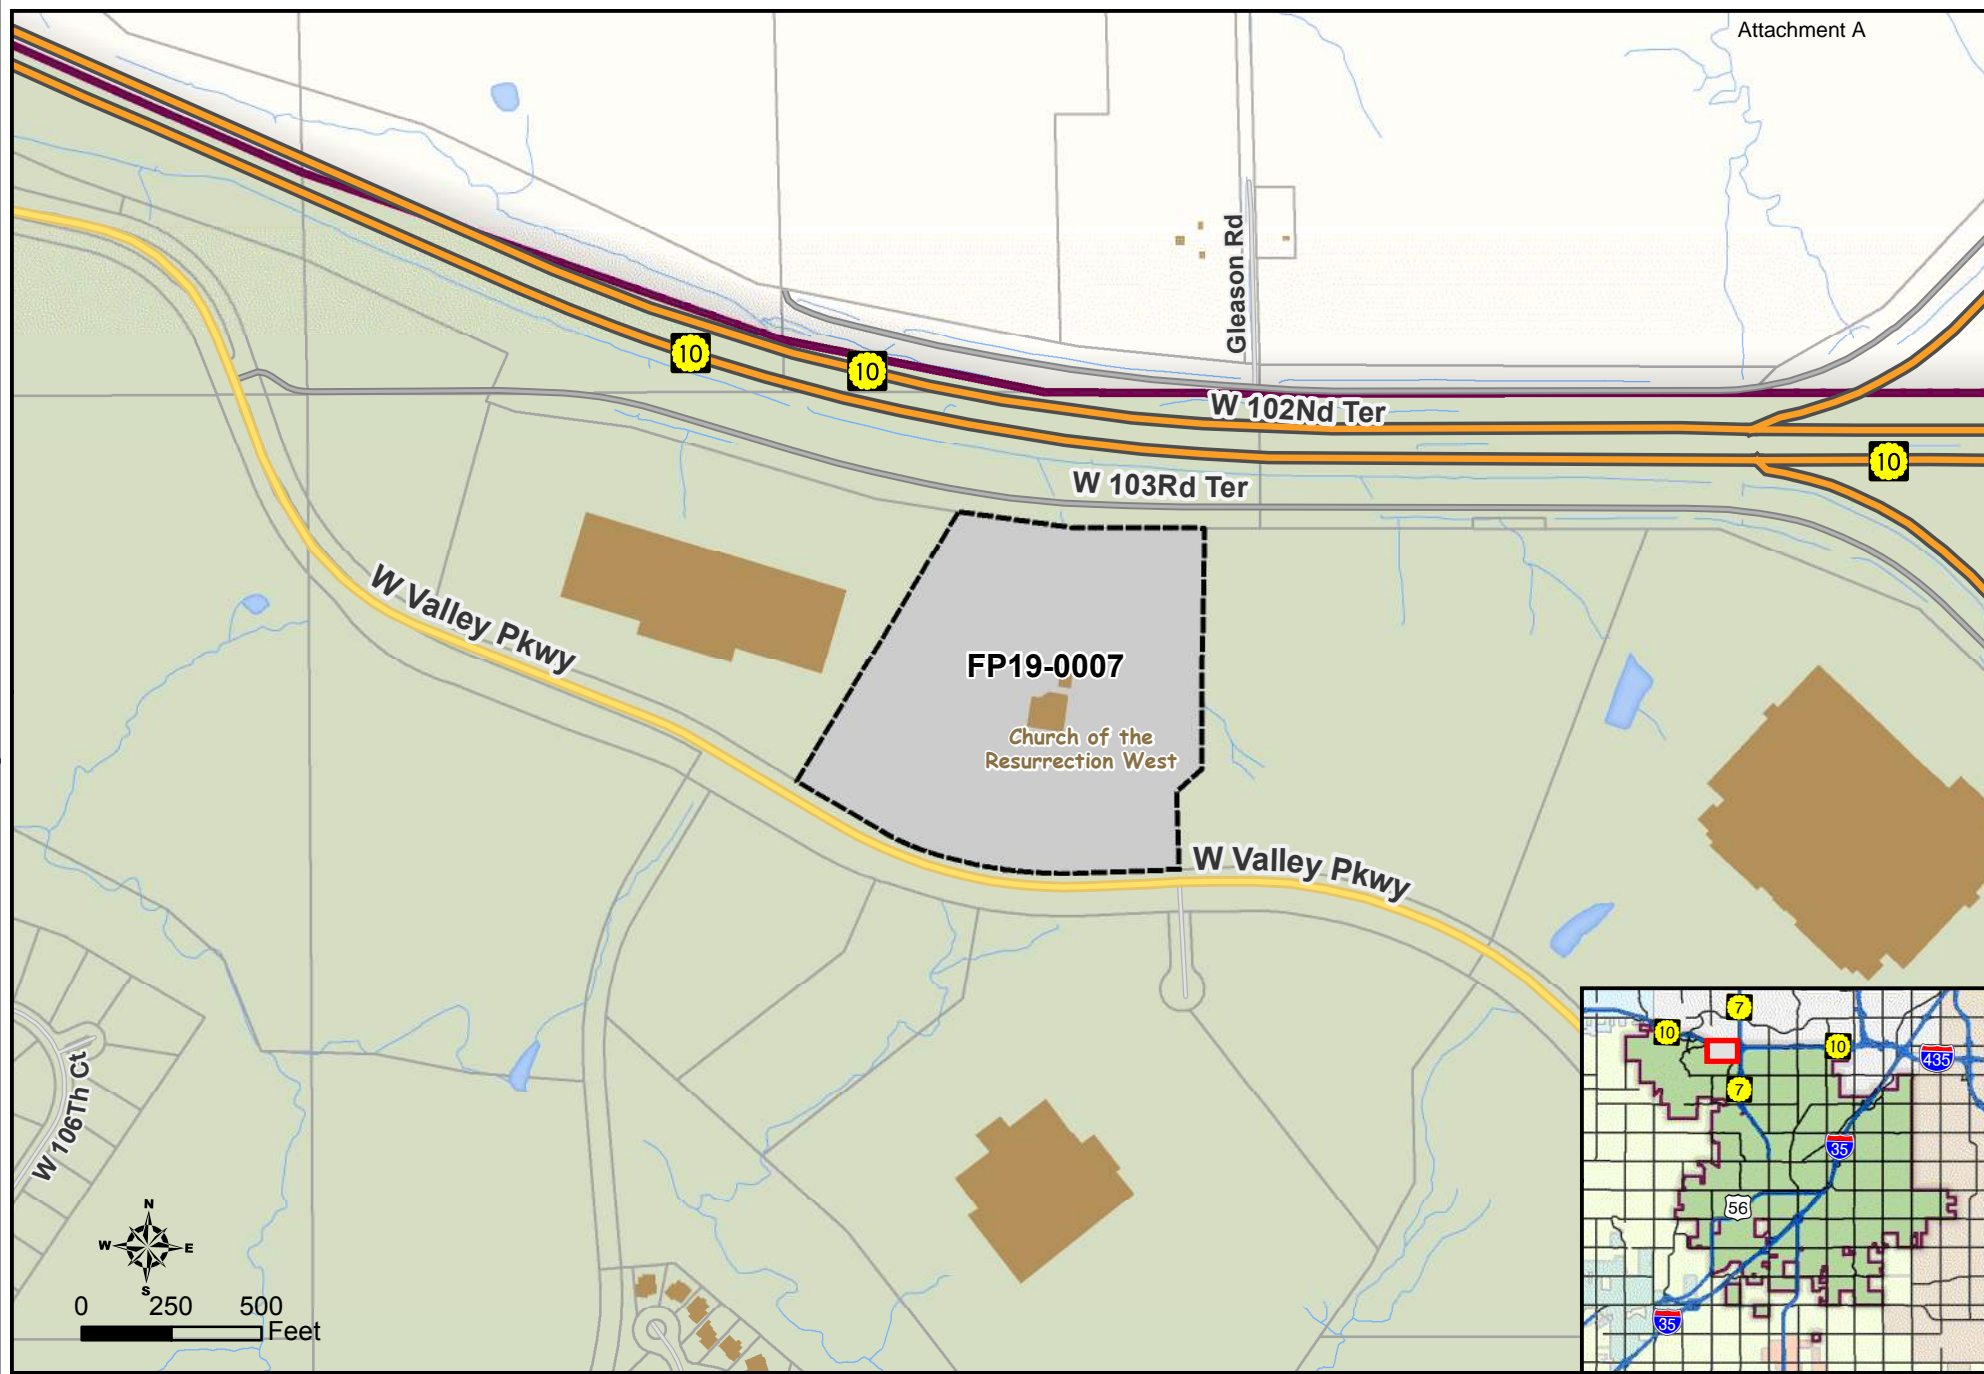 Attachment A
Gleason Rd
10
10
W 102Nd Ter
10
W 103Rd Ter
W Valley Pkwy
FP19-0007
Church of the
Resurrection West
W Valley Pkwy
W 106Th Ct
N
W
E
S
0
250
500
Feet
7
10
10
435
7
35
56
35